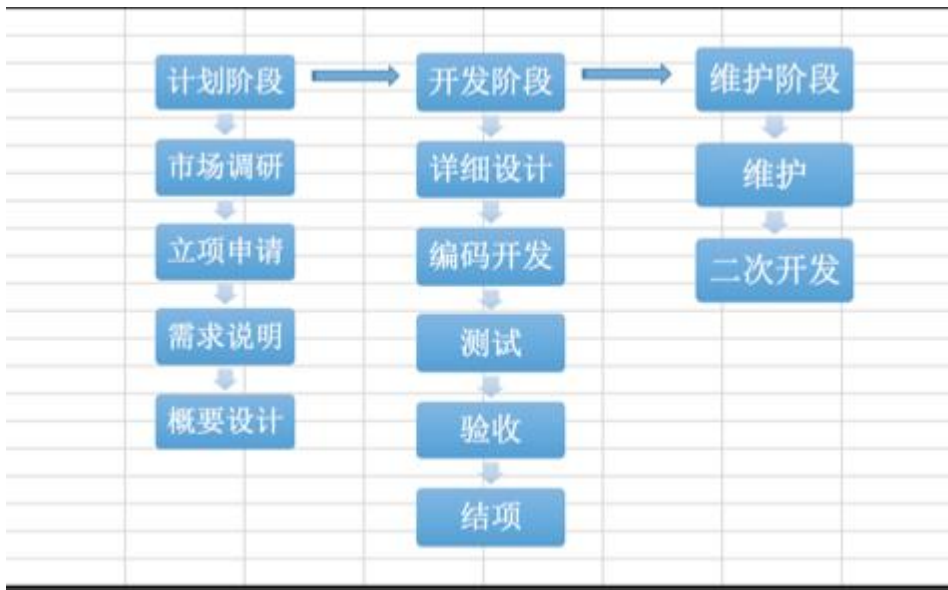 计划阶段
市场调研
立项申请
需求说明
概要设计
开发阶段
详细设计
编码开发
测试
验收
结项
维护阶段
维护
二次开发